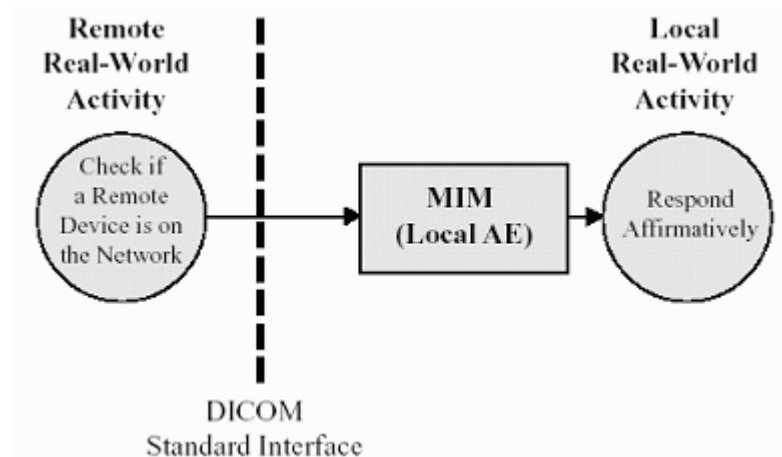 Remote
Real-World
Activity
Local
Real-World
Activity
Check if
a Remote
Device is on
the Network
MIM
(Local AE)
Respond
Affirmatively
DICOM
Standard Interface